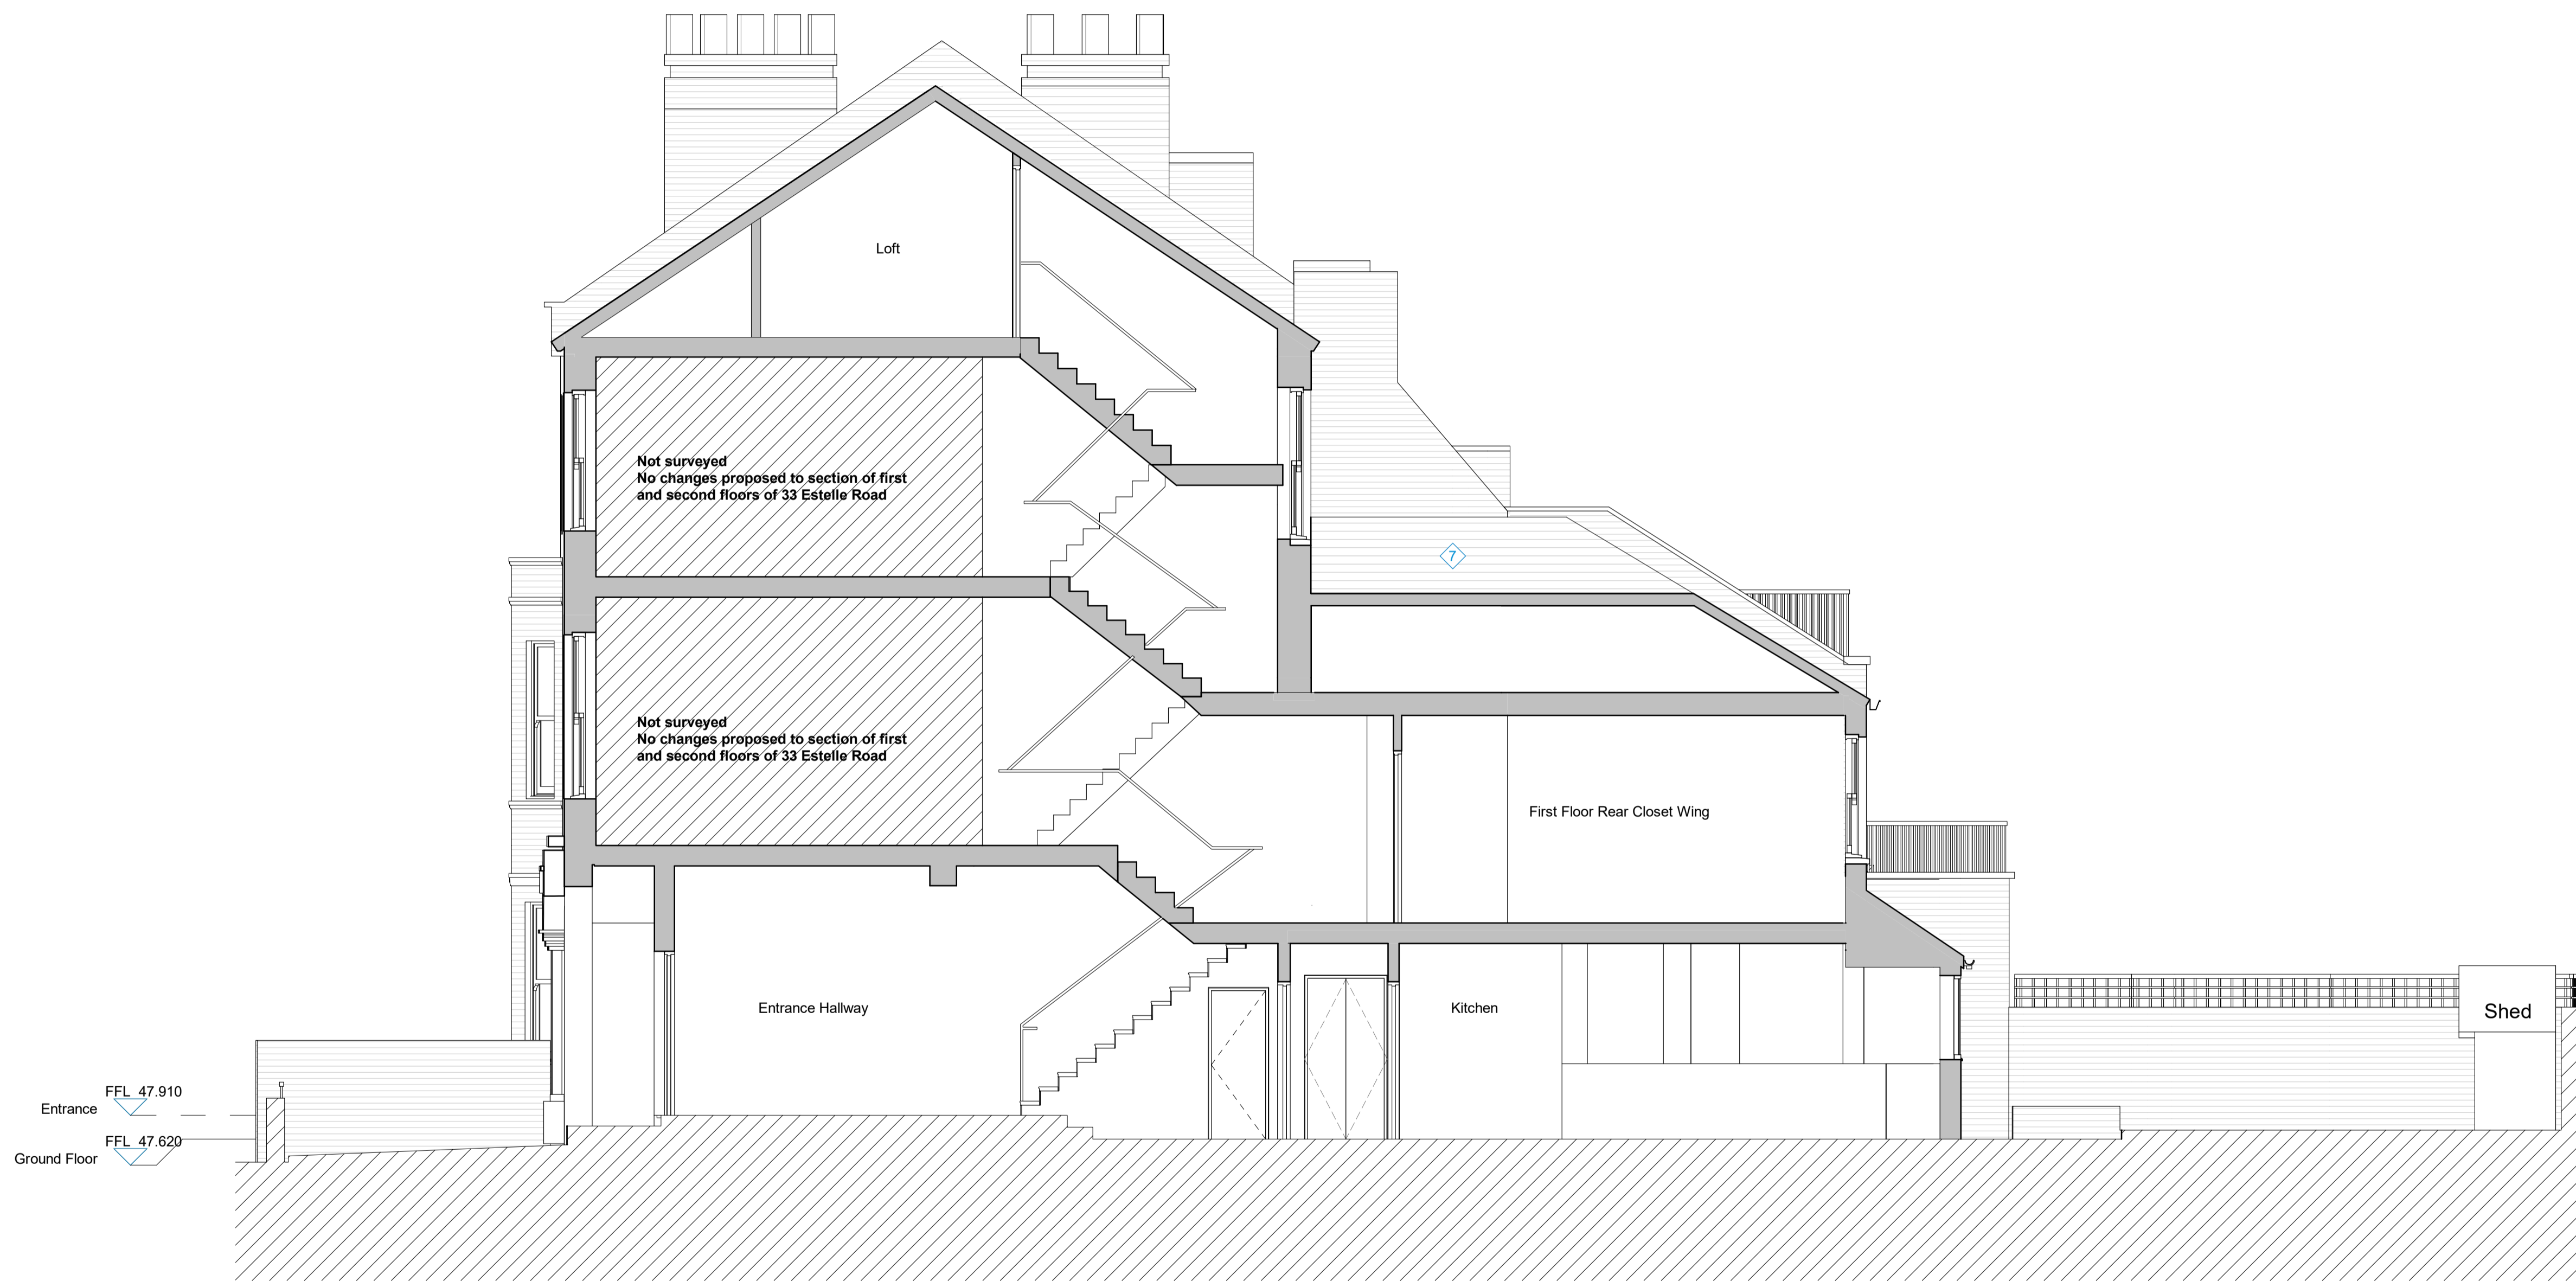 Loft
Not surveyed
No changes proposed to section of first
and second floors of 33 Estelle Road
7
Not surveyed
No changes proposed to section of first
and second floors of 33 Estelle Road
First Floor Rear Closet Wing
Entrance Hallway
Kitchen
Shed
FFL 47.910
Entrance
FFL 47.620
Ground Floor